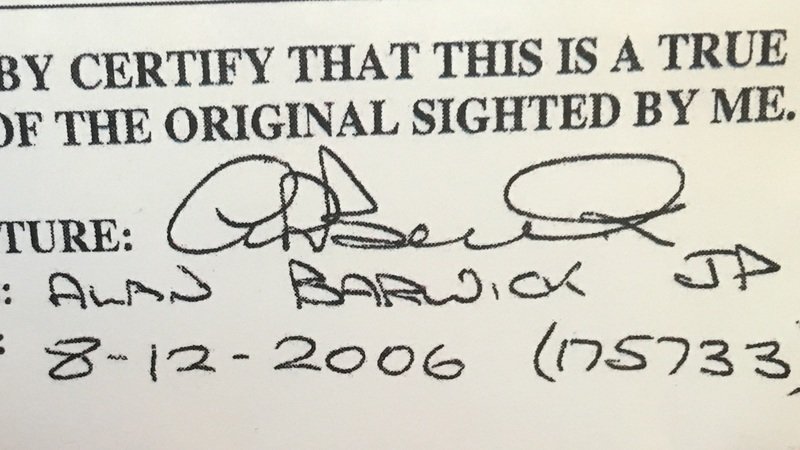 BY CERTIFY THAT THIS IS A TRUE
OF THE ORIGINAL SIGHTED BY ME.
TURE:
: ALAN BARWICK JP
8-12-2006 (175733)